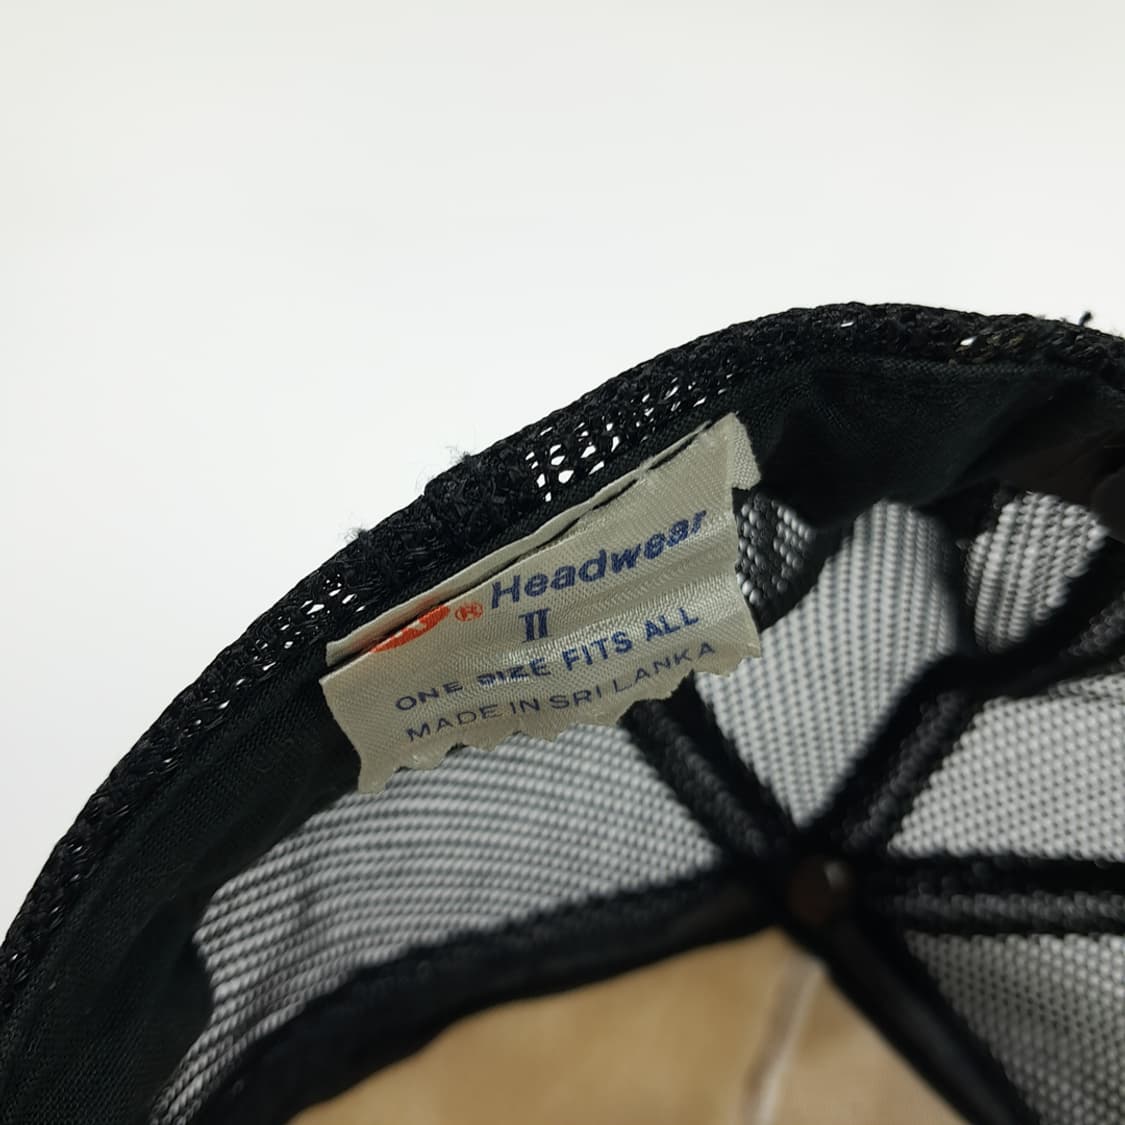 ® Headwear
II
ONE SIZE FITS ALL
MADE IN SRI LANKA